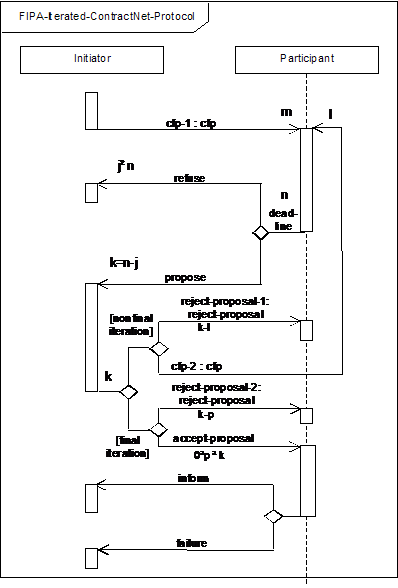 FIPA-Iterated-ContractNet-Protocol
Initiator
Participant
m
l
cfp-1 : cfp
j² n
refuse
n
dead-
line
k=n-j
propose
reject-proposal-1:
[nonfinal
reject-proposal
iteration]
k-l
cfp-2 : cfp
k
reject-proposal-2:
reject-proposal
k-p
[final
accept-proposal
iteration]
0²p ² k
inform
failure